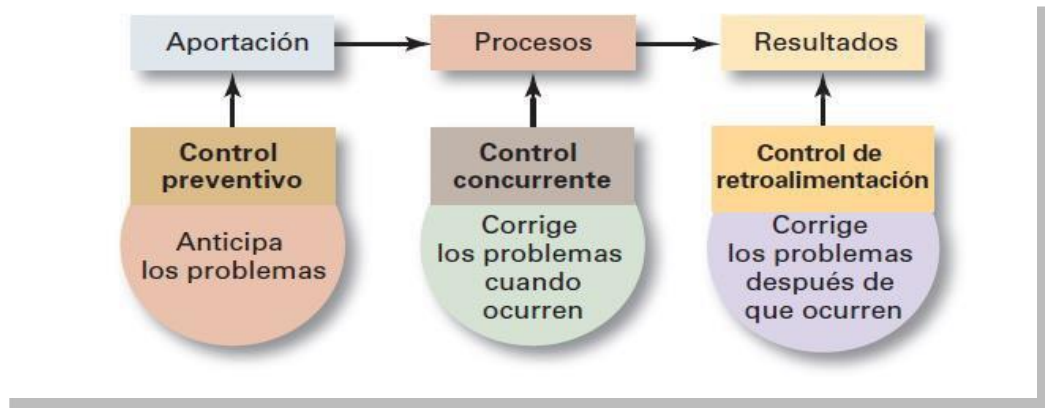 Aportación
Procesos
Resultados
Control
preventivo
Anticipa
los problemas
Control
concurrente
Corrige
los problemas
cuando
ocurren
Control de
retroalimentación
Corrige
los problemas
después de
que ocurren